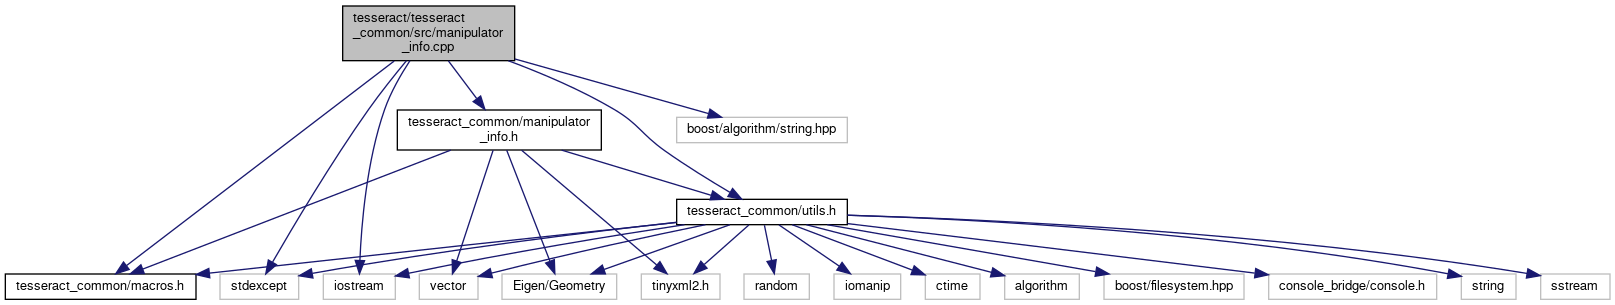 tesseract/tesseract
_common/src/manipulator
_info.cpp
tesseract_common/manipulator
_info.h
boost/algorithm/string.hpp
tesseract_common/utils.h
tesseract_common/macros.h
stdexcept
iostream
vector
Eigen/Geometry
tinyxml2.h
random
iomanip
ctime
algorithm
boost/filesystem.hpp
console_bridge/console.h
string
sstream